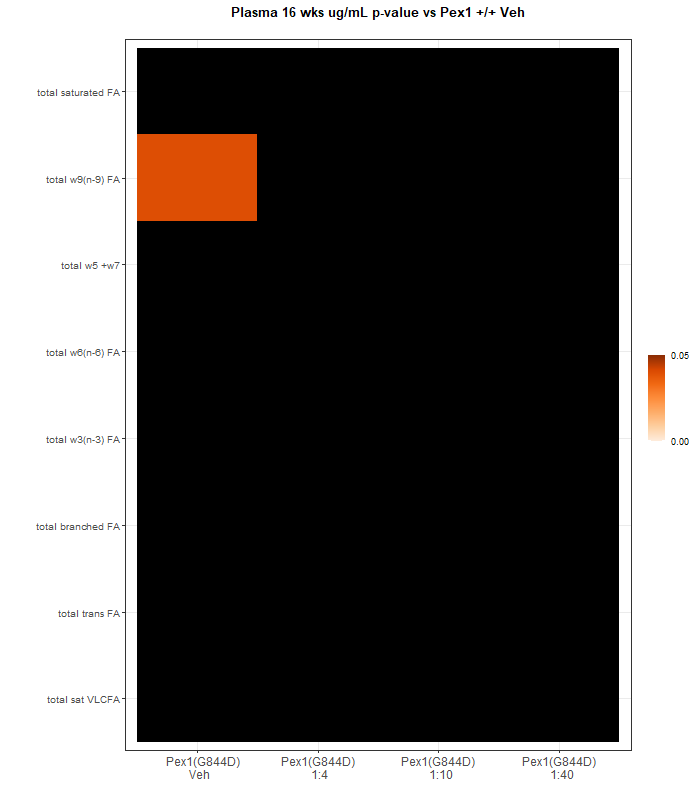 Plasma 16 wks ug/mL p-value vs Pex1 +/+ Veh
total saturated FA
total w9(n-9) FA
total w5 +w7
total w6(n-6) FA
total w3(n-3) FA
total branched FA
total trans FA
total sat VLCFA
0.05
0.00
Pex1(G844D)
Veh
Pex1(G844D)
1:4
Pex1(G844D)
1:10
Pex1(G844D)
1:40